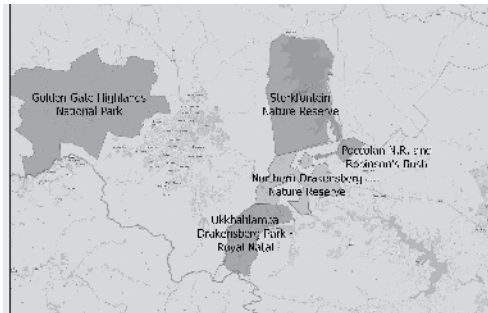 Golden Gate Highlands
National Park
Sterkfontein
Nature Reserve
Poccolan N.R. and
Robinson's Bush
Northern Drakensberg
Nature Reserve
Ukhahlamba
Drakensberg Park -
Royal Natal